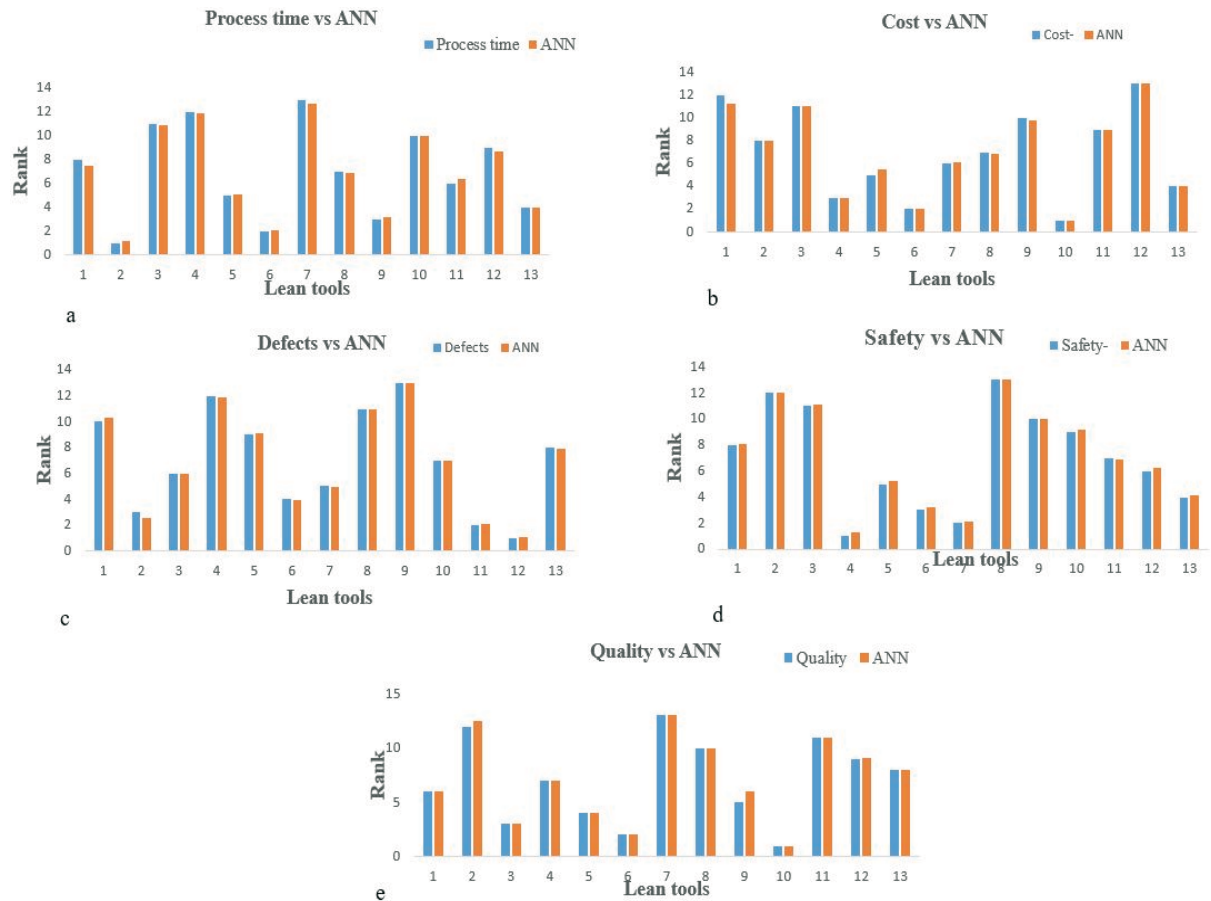 Process time vs ANN
Process time ANN
14
12
10
8
6
4
2
0
Rank
1 2 3 4 5 6 7 8 9 10 11 12 13
Lean tools
a
Cost vs ANN
Cost- ANN
14
12
10
8
6
4
2
0
Rank
1 2 3 4 5 6 7 8 9 10 11 12 13
Lean tools
b
Defects vs ANN
Defects ANN
14
12
10
8
6
4
2
0
Rank
1 2 3 4 5 6 7 8 9 10 11 12 13
Lean tools
c
Safety vs ANN
Safety- ANN
14
12
10
8
6
4
2
0
Rank
1 2 3 4 5 6 7 8 9 10 11 12 13
Lean tools
d
Quality vs ANN
Quality ANN
15
10
5
0
Rank
1 2 3 4 5 6 7 8 9 10 11 12 13
Lean tools
e